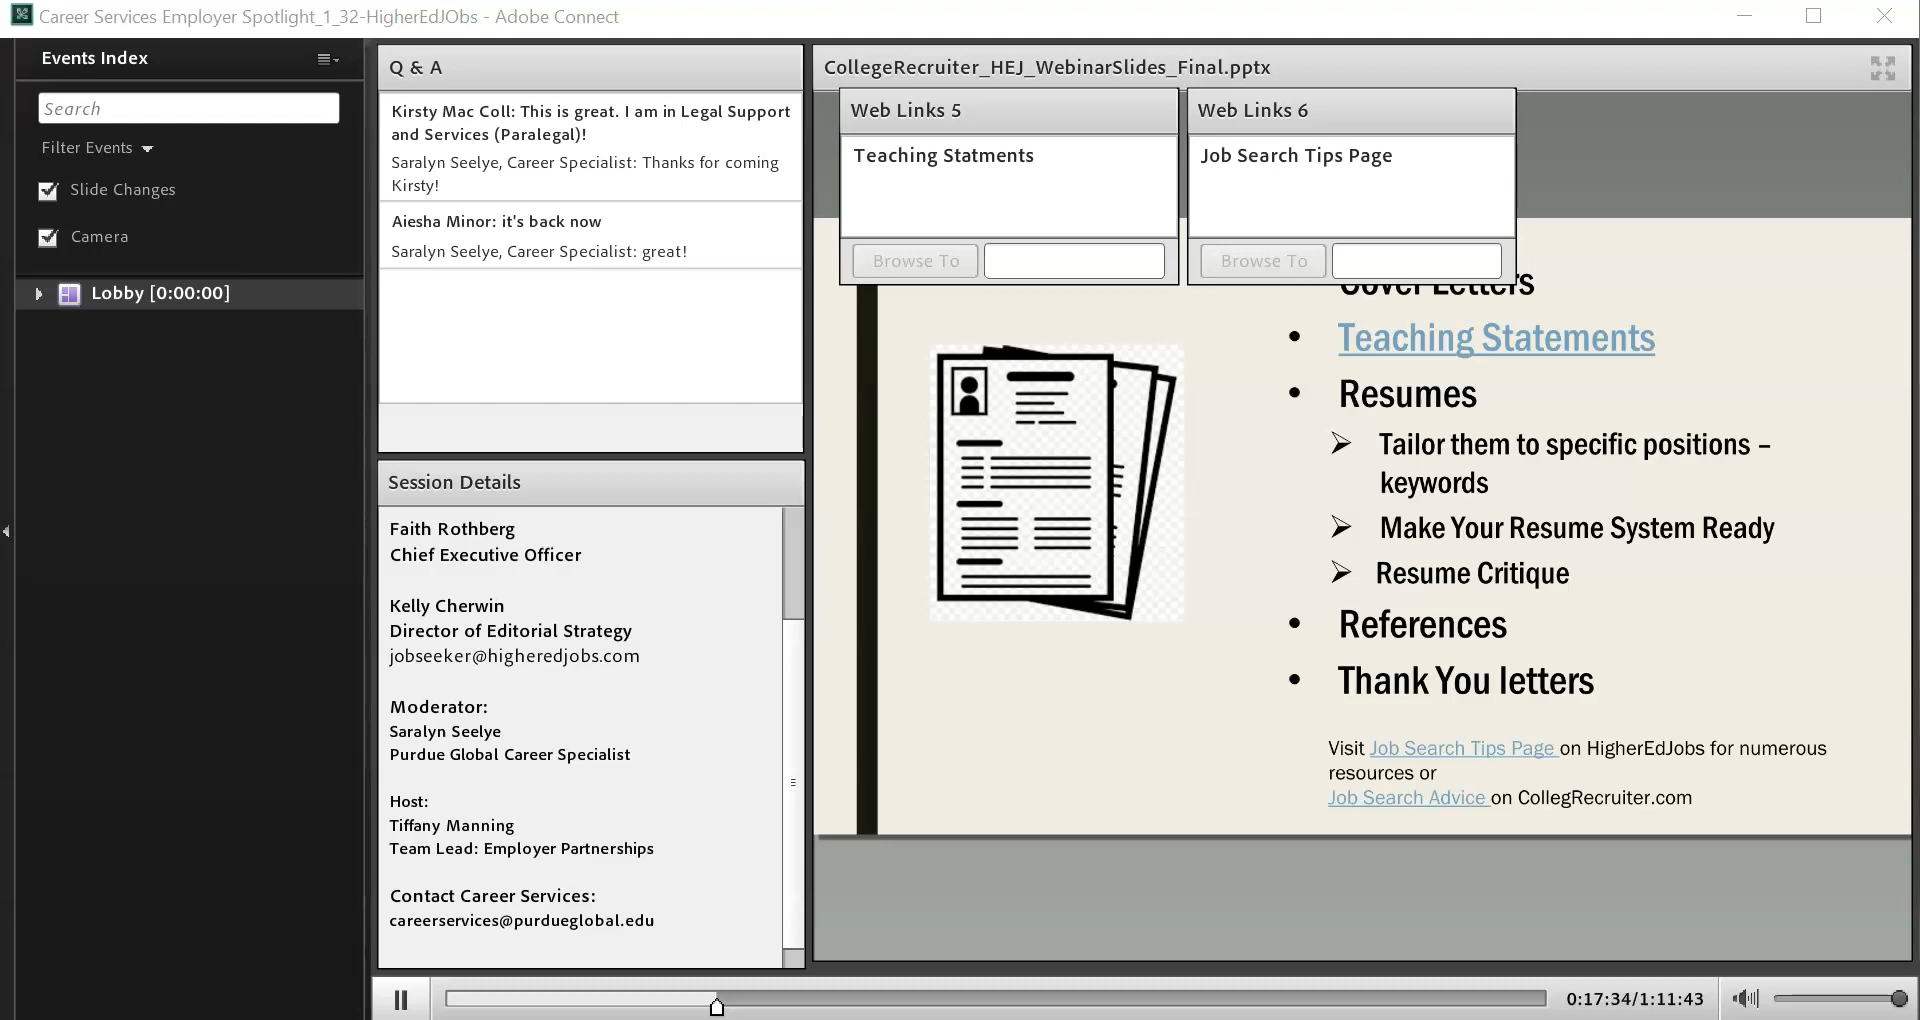 Career Services Employer Spotlight_1_32-HigherEdJObs - Adobe Connect
Events Index
Search
Filter Events
Slide Changes
Camera
Lobby [0:00:00]
Q & A
Kirsty Mac Coll: This is great. I am in Legal Support
and Services (Paralegal)!
Saralyn Seelye, Career Specialist: Thanks for coming
Kirsty!
Aiesha Minor: it's back now
Saralyn Seelye, Career Specialist: great!
Session Details
Faith Rothberg
Chief Executive Officer
Kelly Cherwin
Director of Editorial Strategy
jobseeker@higheredjobs.com
Moderator:
Saralyn Seelye
Purdue Global Career Specialist
Host:
Tiffany Manning
Team Lead: Employer Partnerships
Contact Career Services:
careerservices@purdueglobal.edu
CollegeRecruiter_HEJ_WebinarSlides_Final.pptx
Web Links 5
Teaching Statments
Browse To
Web Links 6
Job Search Tips Page
Browse To
Cover Letters
• Teaching Statements
• Resumes
➢ Tailor them to specific positions –
keywords
➢ Make Your Resume System Ready
➢ Resume Critique
• References
• Thank You letters
Visit Job Search Tips Page on HigherEdJobs for numerous
resources or
Job Search Advice on CollegRecruiter.com
0:17:34/1:11:43